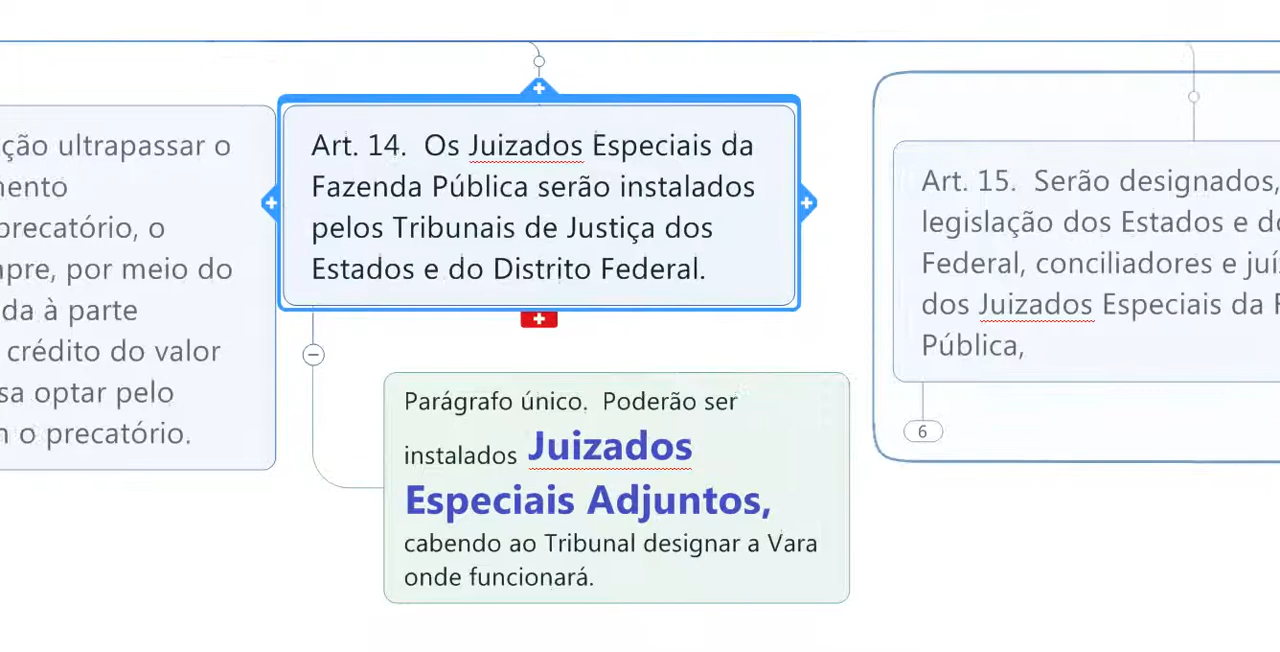 ção ultrapassar o
mento
precatório, o
mpre, por meio do
da à parte
crédito do valor
sa optar pelo
o precatório.
Art. 14.  Os Juizados Especiais da
Fazenda Pública serão instalados
pelos Tribunais de Justiça dos
Estados e do Distrito Federal.
Parágrafo único.  Poderão ser
instalados Juizados
Especiais Adjuntos,
cabendo ao Tribunal designar a Vara
onde funcionará.
Art. 15.  Serão designados,
legislação dos Estados e do
Federal, conciliadores e juí
dos Juizados Especiais da F
Pública,
6